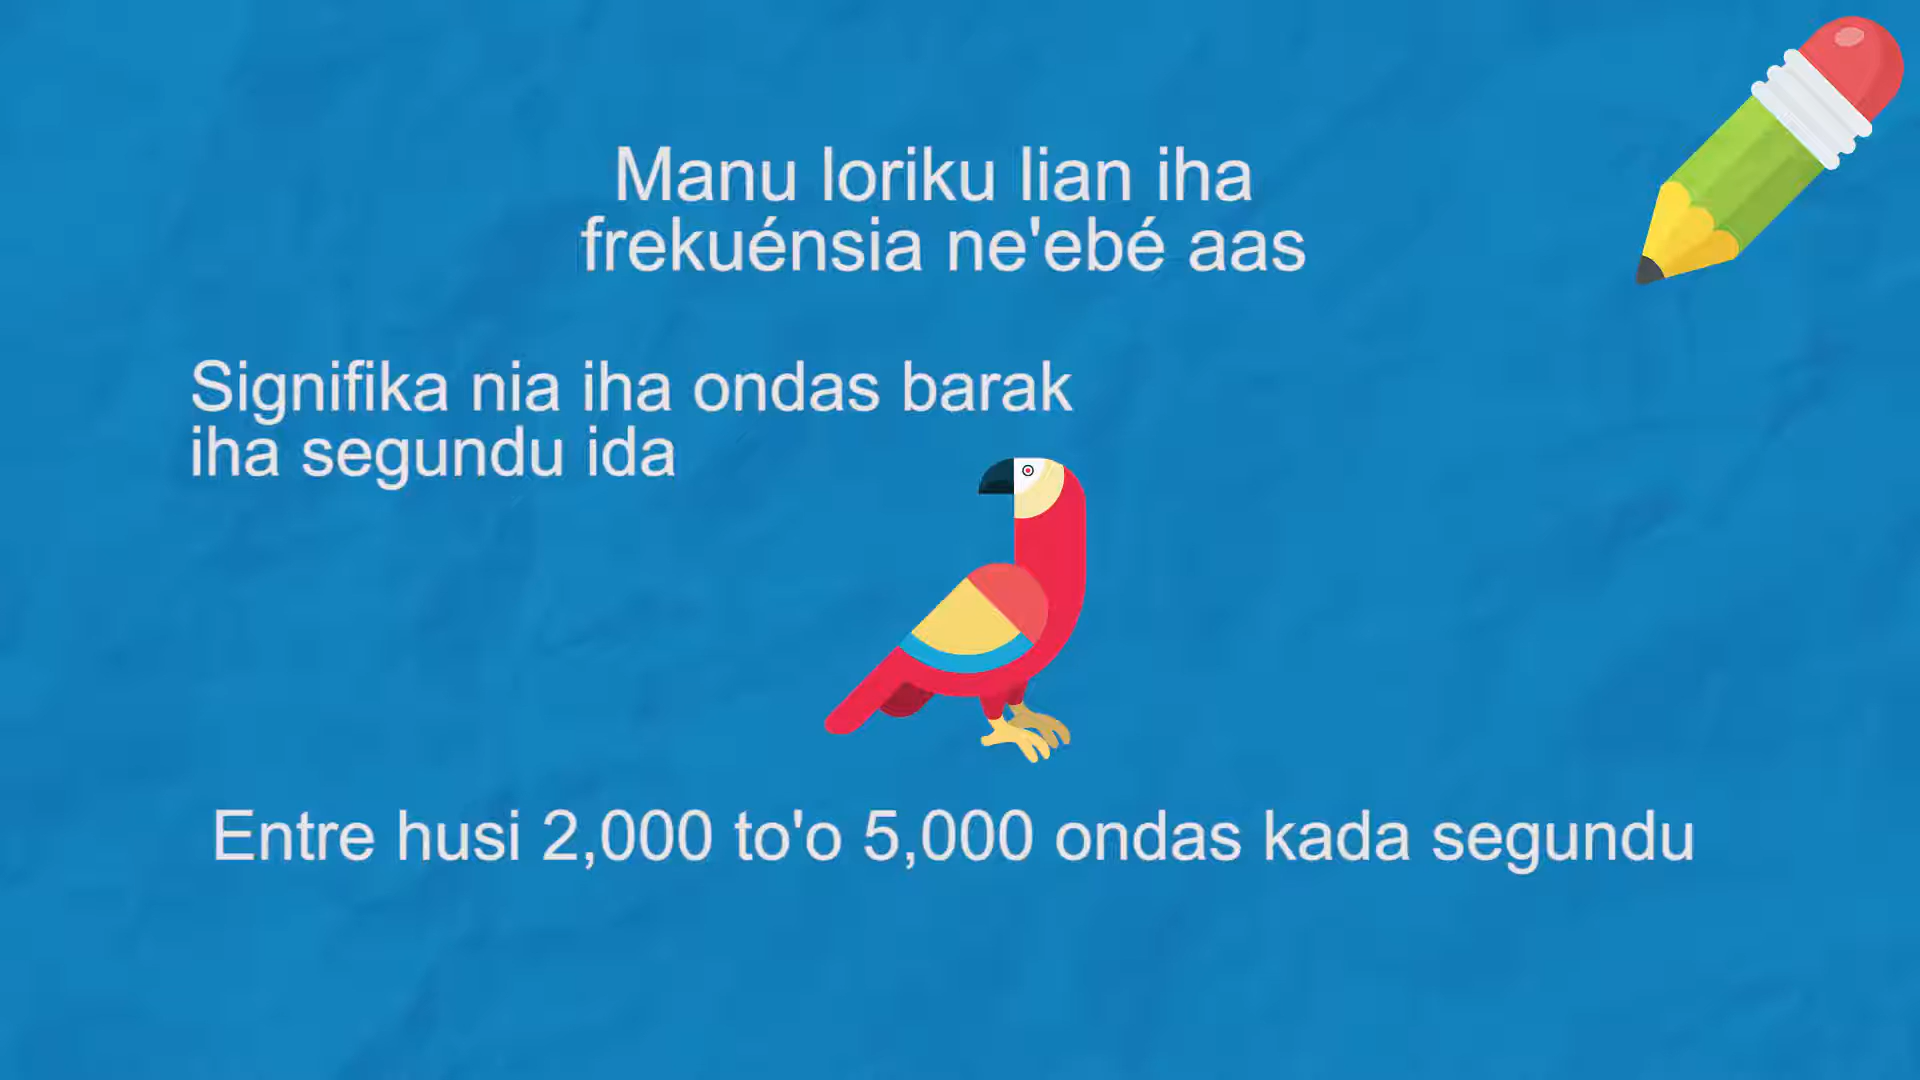 Manu loriku lian iha
frekuénsia ne'ebé aas
Signifika nia iha ondas barak
iha segundu ida
Entre husi 2,000 to'o 5,000 ondas kada segundu